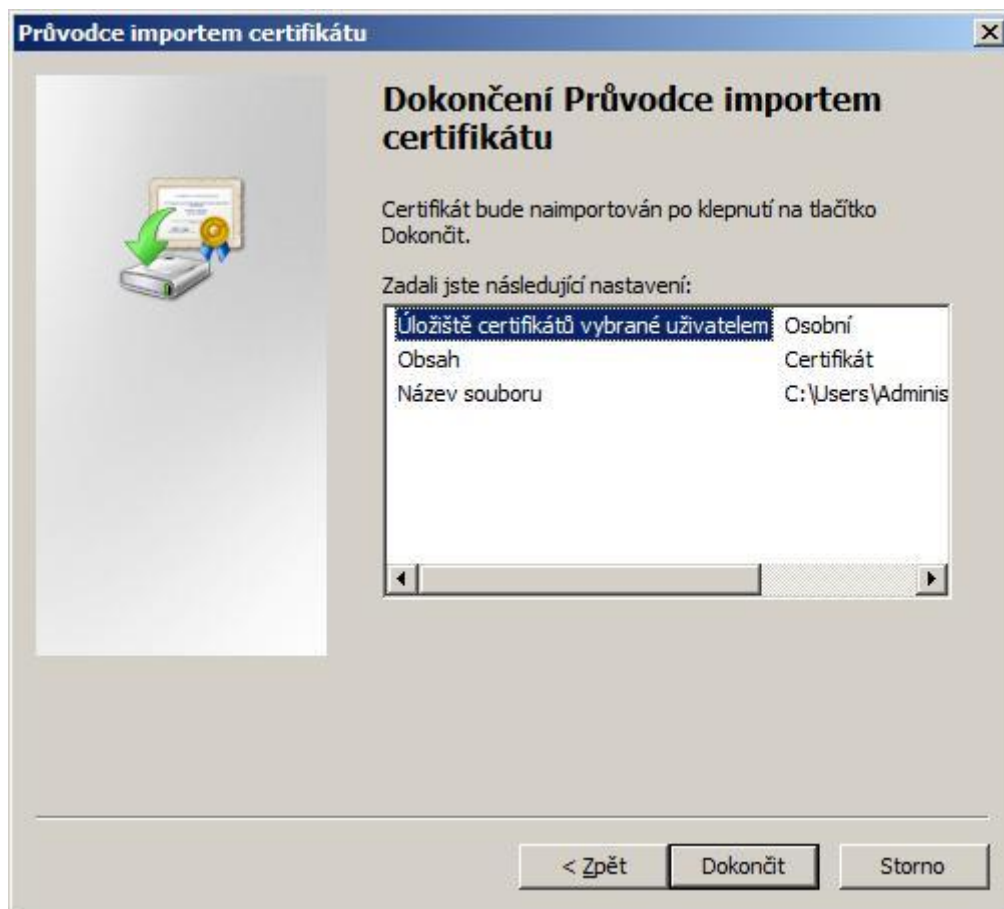 Průvodce importem certifikátu
Dokončení Průvodce importem
certifikátu
Certifikát bude naimportován po klepnutí na tlačítko
Dokončit.
Zadali jste následující nastavení:
Úložiště certifikátů vybrané uživatelem Osobní
Obsah Certifikát
Název souboru C:\Users\Adminis
< Zpět Dokončit Storno